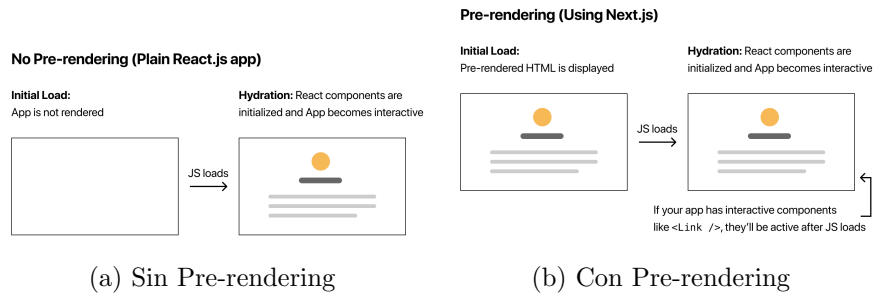 No Pre-rendering (Plain React.js app)
Initial Load:
App is not rendered
Hydration: React components are
initialized and App becomes interactive
JS loads
(a) Sin Pre-rendering
Pre-rendering (Using Next.js)
Initial Load:
Pre-rendered HTML is displayed
Hydration: React components are
initialized and App becomes interactive
JS loads
If your app has interactive components
like <Link />, they'll be active after JS loads
(b) Con Pre-rendering